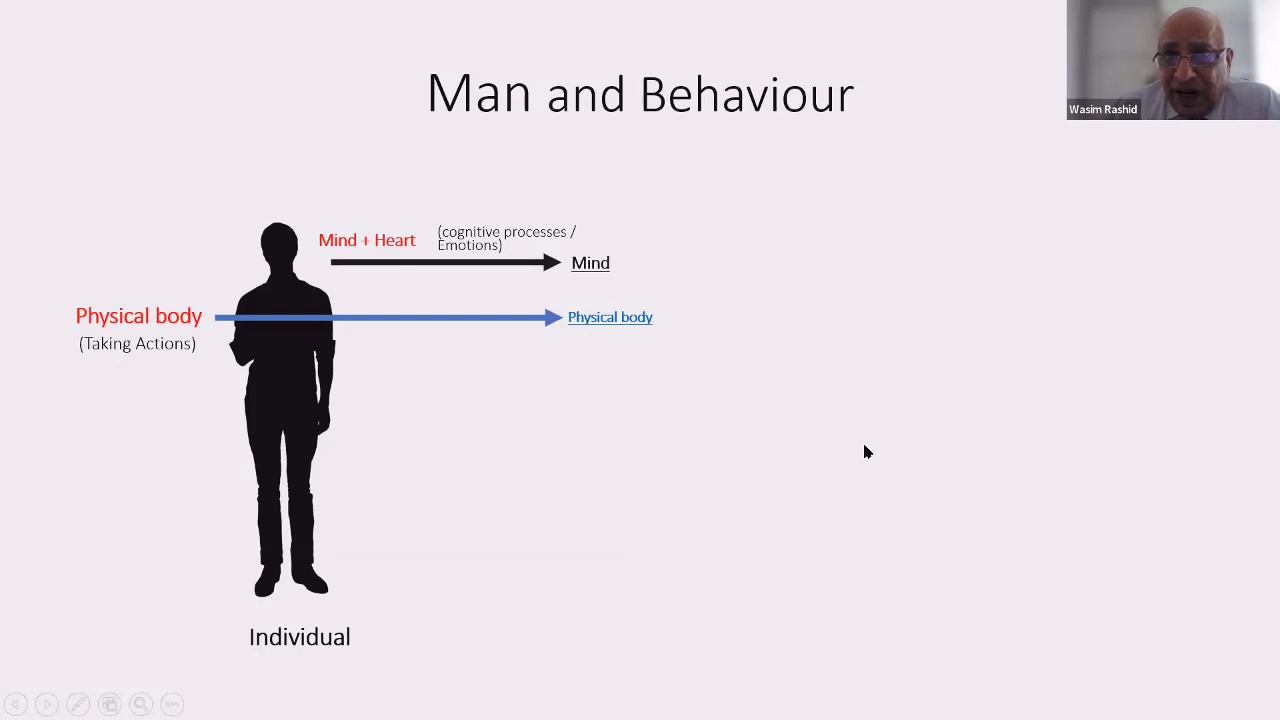 Man and Behaviour
Wasim Rashid
Mind + Heart
(cognitive processes /
Emotions)
Mind
Physical body
(Taking Actions)
Physical body
Individual